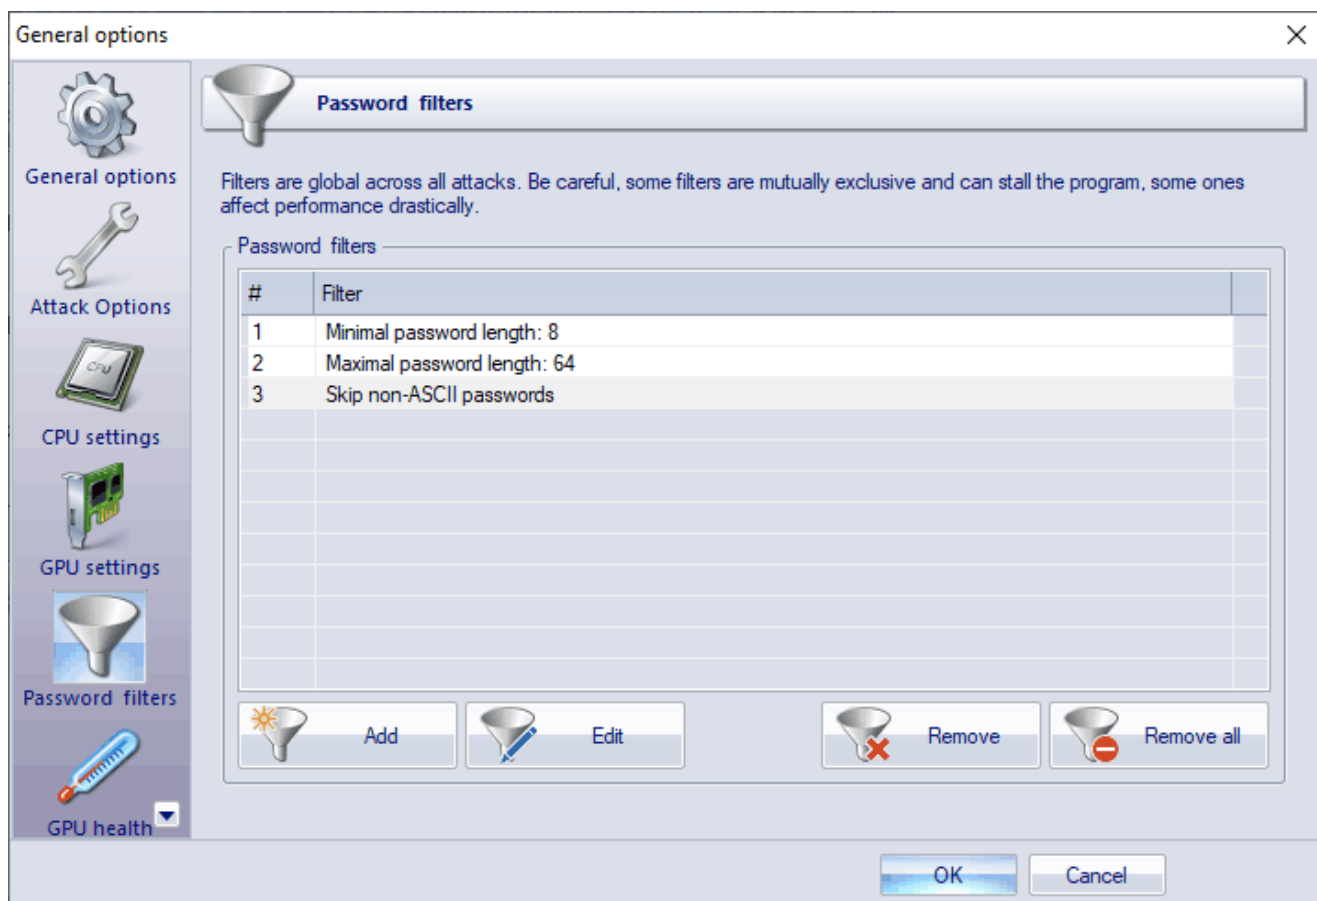 General options
Password filters
General options
Attack Options
CPU
CPU settings
GPU settings
Password filters
GPU health
Filters are global across all attacks. Be careful, some filters are mutually exclusive and can stall the program, some ones
affect performance drastically.
Password filters
# Filter
1 Minimal password length: 8
2 Maximal password length: 64
3 Skip non-ASCII passwords
Add Edit Remove Remove all
OK Cancel